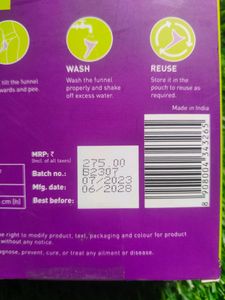 WASH
REUSE
tilt the funnel
wards and pee.
Wash the funnel
properly and shake
off excess water.
Store it in
the pouch to reuse
as required.
Made in India
MRP: ₹
(Incl. of all taxes)
275.00
Batch no.:
B2307
Mfg. date:
07/2023
Best before:
06/2028
cm (h)
the right to modify product, text, packaging and colour for product
without any notice.
agnose, prevent, cure, or treat any ailment or disease.